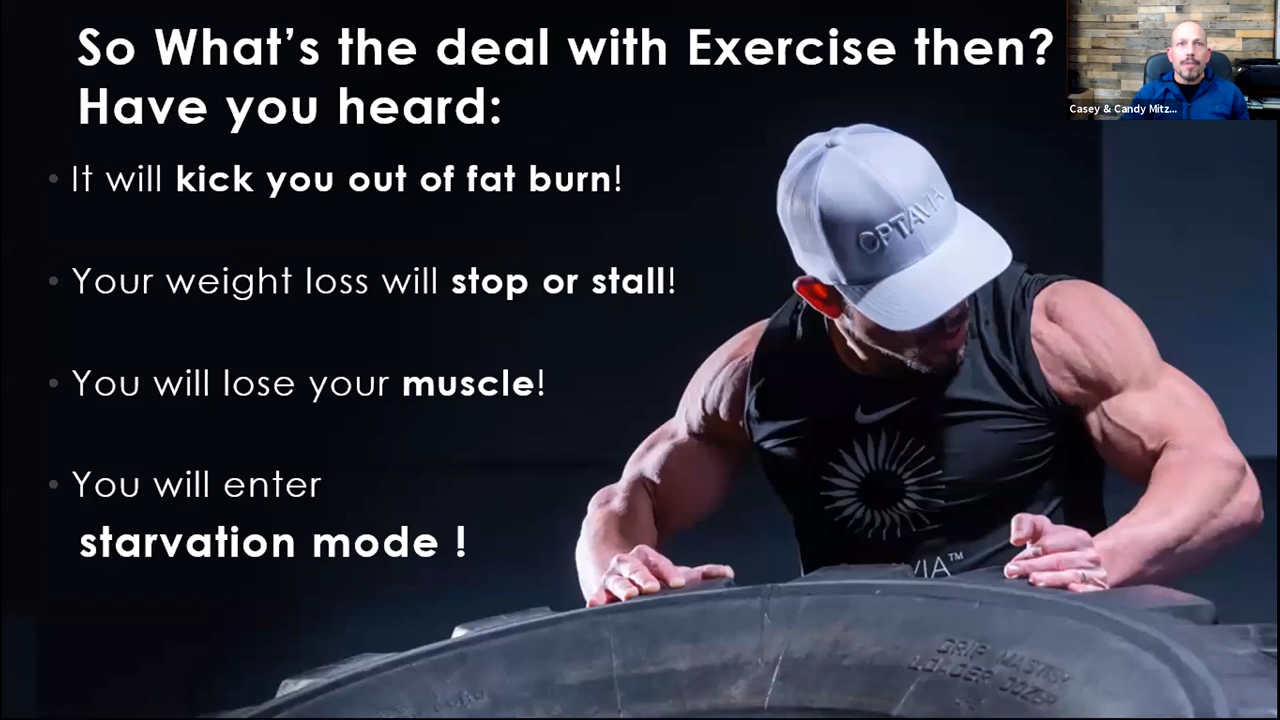 So What's the deal with Exercise then?
Have you heard:
• It will kick you out of fat burn!
• Your weight loss will stop or stall!
• You will lose your muscle!
• You will enter
starvation mode !
Casey & Candy Mitz...
OPTAVIA
VIA™
GRIP MASTER
LOADER DOZER